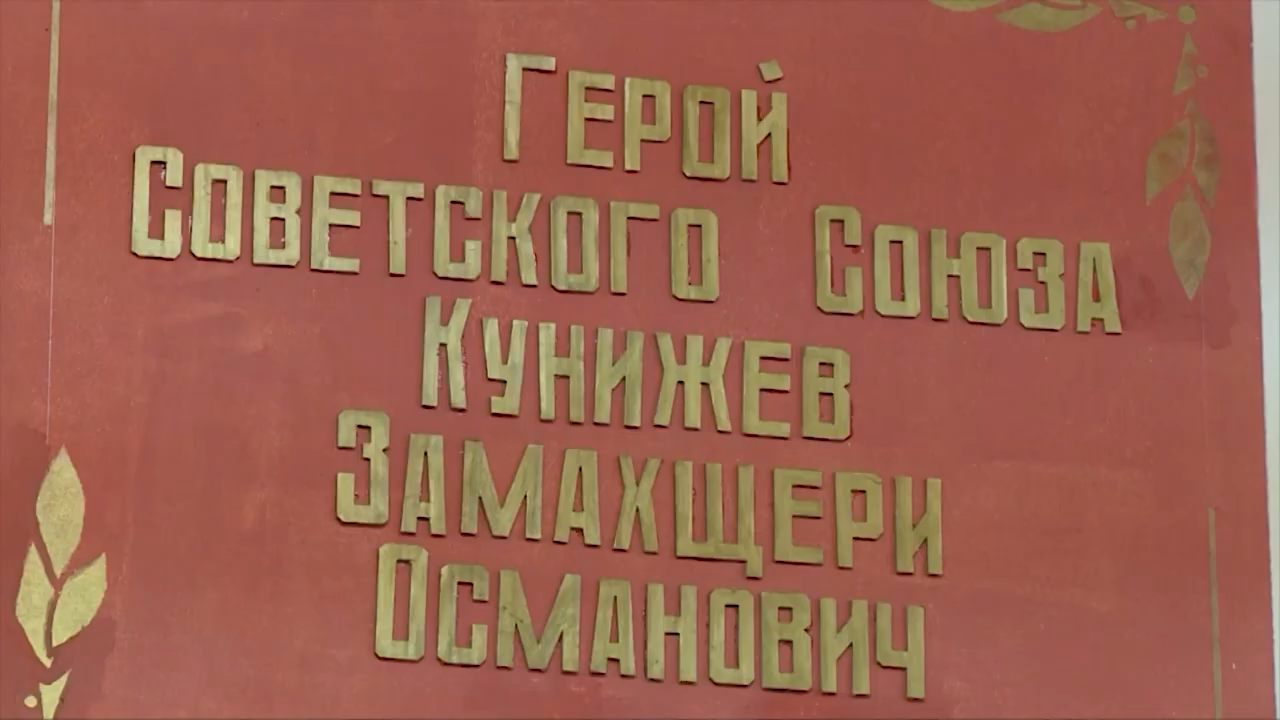 Герой
Советского Союза
Кунижев
Замахщери
Османович